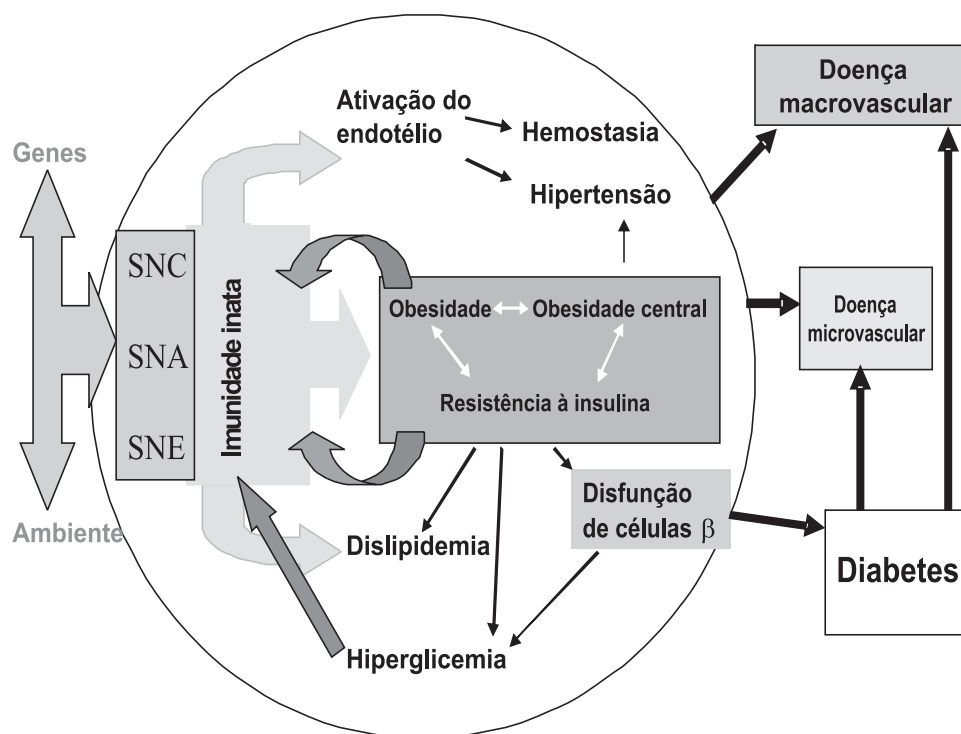 Doença
macrovascular
Ativação do
endotélio
Hemostasia
Genes
Hipertensão
SNC
SNA
SNE
Imunidade inata
Obesidade
Obesidade central
Resistência à insulina
Doença
microvascular
Ambiente
Dislipidemia
Disfunção
de células β
Diabetes
Hiperglicemia